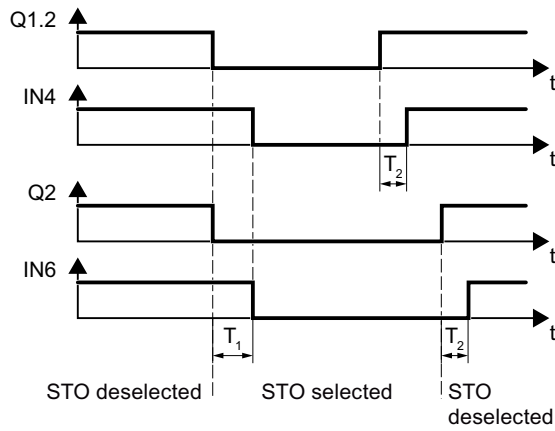 Q1.2
t
IN4
t
T2
Q2
t
IN6
t
T1
T2
STO deselected
STO selected
STO
deselected